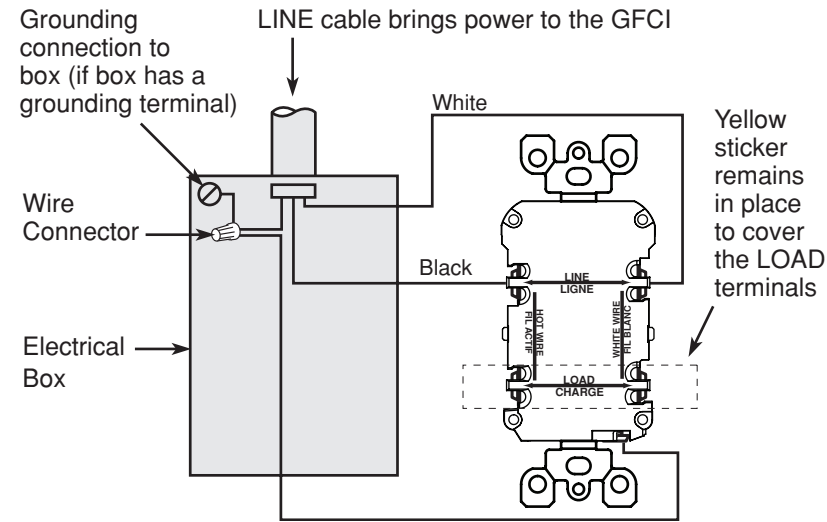 Grounding
connection to
box (if box has a
grounding terminal)
LINE cable brings power to the GFCI
White
Yellow
sticker
remains
in place
to cover
the LOAD
terminals
Wire
Connector
Black
LINE
LIGNE
HOT WIRE
FIL ACTIF
WHITE WIRE
FIL BLANC
Electrical
Box
LOAD
CHARGE